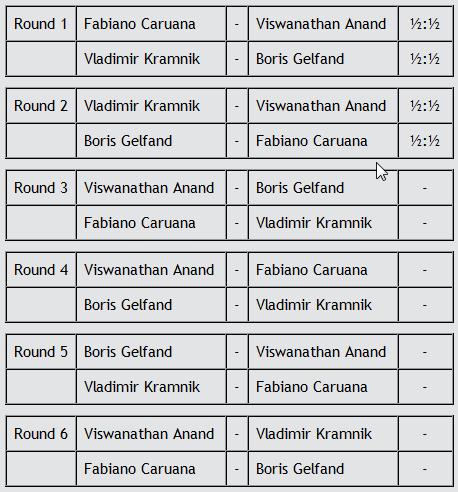 Round 1 Fabiano Caruana - Viswanathan Anand ½:½
Vladimir Kramnik - Boris Gelfand ½:½
Round 2 Vladimir Kramnik - Viswanathan Anand ½:½
Boris Gelfand - Fabiano Caruana ½:½
Round 3 Viswanathan Anand - Boris Gelfand -
Fabiano Caruana - Vladimir Kramnik -
Round 4 Viswanathan Anand - Fabiano Caruana -
Boris Gelfand - Vladimir Kramnik -
Round 5 Boris Gelfand - Viswanathan Anand -
Vladimir Kramnik - Fabiano Caruana -
Round 6 Viswanathan Anand - Vladimir Kramnik -
Fabiano Caruana - Boris Gelfand -